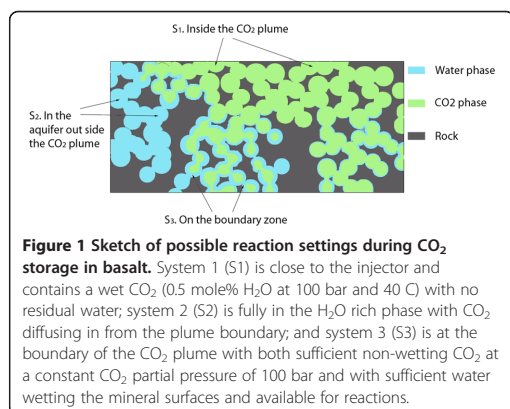 S₁. Inside the CO₂ plume
Water phase
CO2 phase
Rock
S₂. In the
aquifer out side
the CO₂ plume
S₃. On the boundary zone
Figure 1 Sketch of possible reaction settings during CO₂
storage in basalt. System 1 (S1) is close to the injector and
contains a wet CO₂ (0.5 mole% H₂O at 100 bar and 40 C) with no
residual water; system 2 (S2) is fully in the H₂O rich phase with CO₂
diffusing in from the plume boundary; and system 3 (S3) is at the
boundary of the CO₂ plume with both sufficient non-wetting CO₂ at
a constant CO₂ partial pressure of 100 bar and with sufficient water
wetting the mineral surfaces and available for reactions.